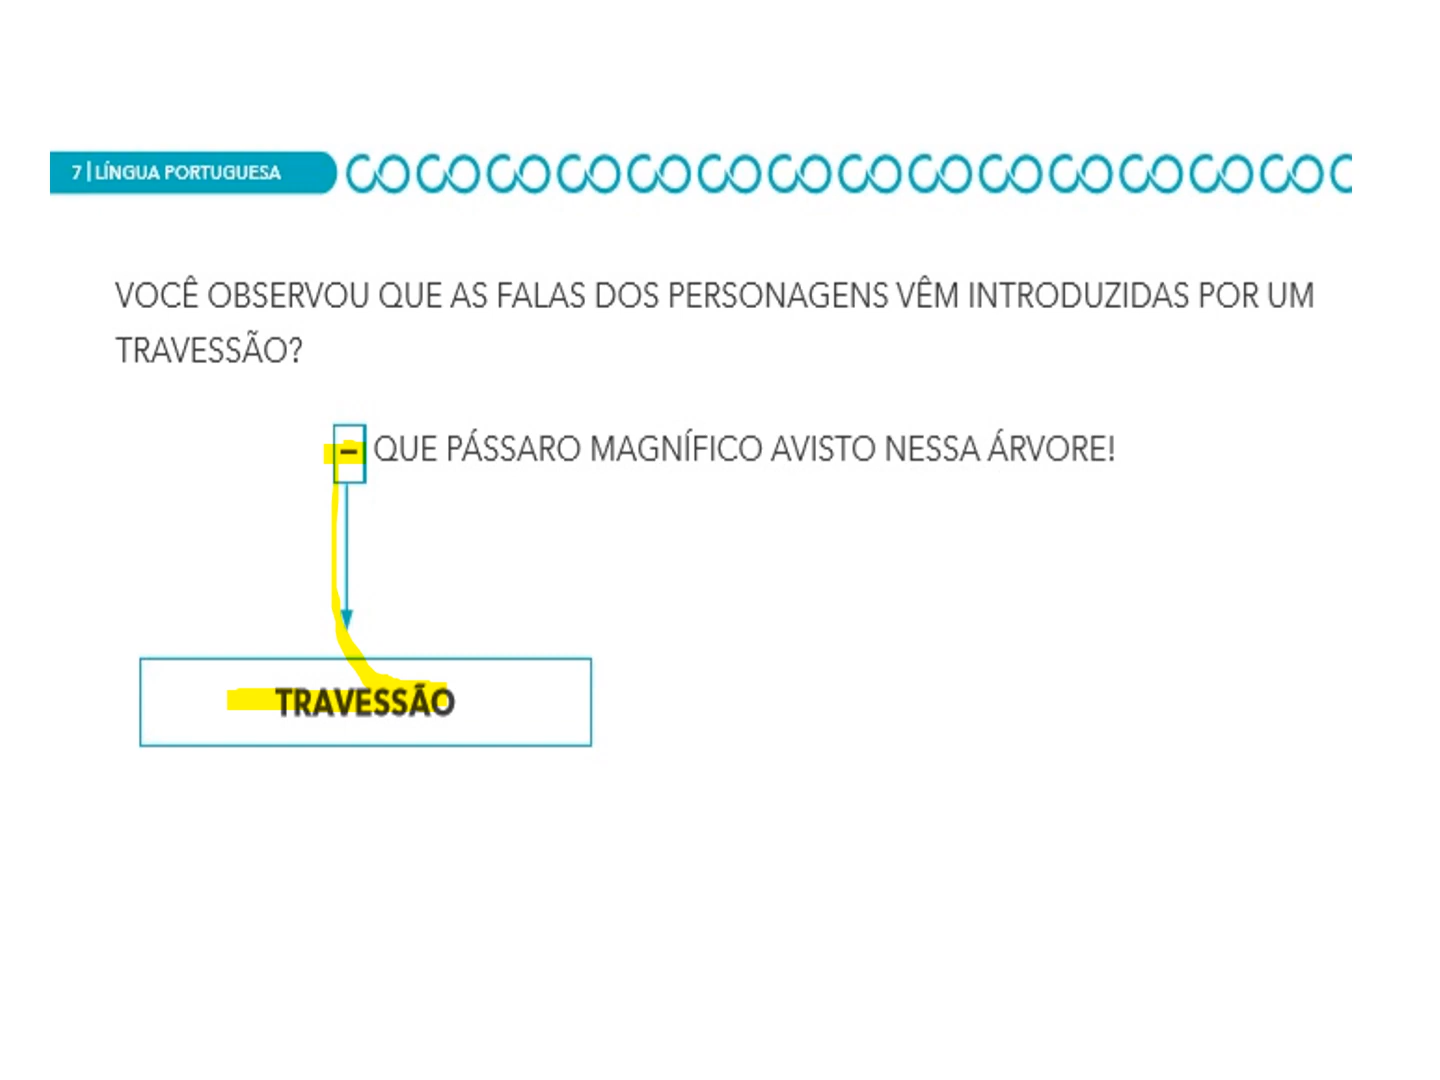 7 | LÍNGUA PORTUGUESA
VOCÊ OBSERVOU QUE AS FALAS DOS PERSONAGENS VÊM INTRODUZIDAS POR UM
TRAVESSÃO?
– QUE PÁSSARO MAGNÍFICO AVISTO NESSA ÁRVORE!
TRAVESSÃO